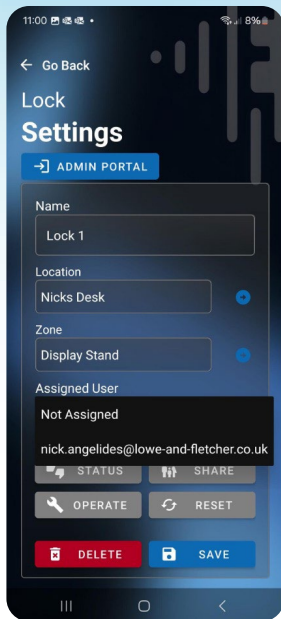 11:00
8%
Go Back
Lock
Settings
ADMIN PORTAL
Name
Lock 1
Location
Nicks Desk
Zone
Display Stand
Assigned User
Not Assigned
nick.angelides@lowe-and-fletcher.co.uk
STATUS SHARE
OPERATE RESET
DELETE SAVE